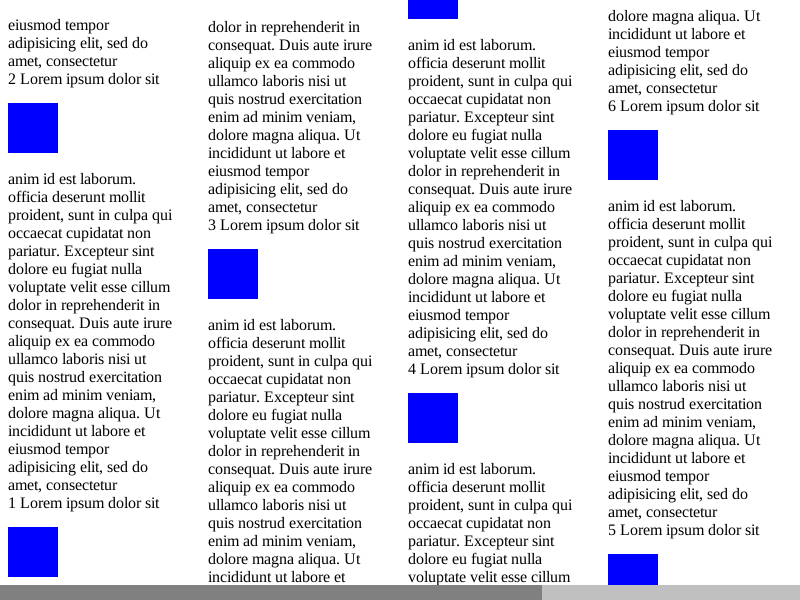 eiusmod tempor
adipisicing elit, sed do
amet, consectetur
2 Lorem ipsum dolor sit
anim id est laborum.
officia deserunt mollit
proident, sunt in culpa qui
occaecat cupidatat non
pariatur. Excepteur sint
dolore eu fugiat nulla
voluptate velit esse cillum
dolor in reprehenderit in
consequat. Duis aute irure
aliquip ex ea commodo
ullamco laboris nisi ut
quis nostrud exercitation
enim ad minim veniam,
dolore magna aliqua. Ut
incididunt ut labore et
eiusmod tempor
adipisicing elit, sed do
amet, consectetur
1 Lorem ipsum dolor sit
dolor in reprehenderit in
consequat. Duis aute irure
aliquip ex ea commodo
ullamco laboris nisi ut
quis nostrud exercitation
enim ad minim veniam,
dolore magna aliqua. Ut
incididunt ut labore et
eiusmod tempor
adipisicing elit, sed do
amet, consectetur
3 Lorem ipsum dolor sit
anim id est laborum.
officia deserunt mollit
proident, sunt in culpa qui
occaecat cupidatat non
pariatur. Excepteur sint
dolore eu fugiat nulla
voluptate velit esse cillum
dolor in reprehenderit in
consequat. Duis aute irure
aliquip ex ea commodo
ullamco laboris nisi ut
quis nostrud exercitation
enim ad minim veniam,
dolore magna aliqua. Ut
incididunt ut labore et
anim id est laborum.
officia deserunt mollit
proident, sunt in culpa qui
occaecat cupidatat non
pariatur. Excepteur sint
dolore eu fugiat nulla
voluptate velit esse cillum
dolor in reprehenderit in
consequat. Duis aute irure
aliquip ex ea commodo
ullamco laboris nisi ut
quis nostrud exercitation
enim ad minim veniam,
dolore magna aliqua. Ut
incididunt ut labore et
eiusmod tempor
adipisicing elit, sed do
amet, consectetur
4 Lorem ipsum dolor sit
anim id est laborum.
officia deserunt mollit
proident, sunt in culpa qui
occaecat cupidatat non
pariatur. Excepteur sint
dolore eu fugiat nulla
voluptate velit esse cillum
dolore magna aliqua. Ut
incididunt ut labore et
eiusmod tempor
adipisicing elit, sed do
amet, consectetur
6 Lorem ipsum dolor sit
anim id est laborum.
officia deserunt mollit
proident, sunt in culpa qui
occaecat cupidatat non
pariatur. Excepteur sint
dolore eu fugiat nulla
voluptate velit esse cillum
dolor in reprehenderit in
consequat. Duis aute irure
aliquip ex ea commodo
ullamco laboris nisi ut
quis nostrud exercitation
enim ad minim veniam,
dolore magna aliqua. Ut
incididunt ut labore et
eiusmod tempor
adipisicing elit, sed do
amet, consectetur
5 Lorem ipsum dolor sit